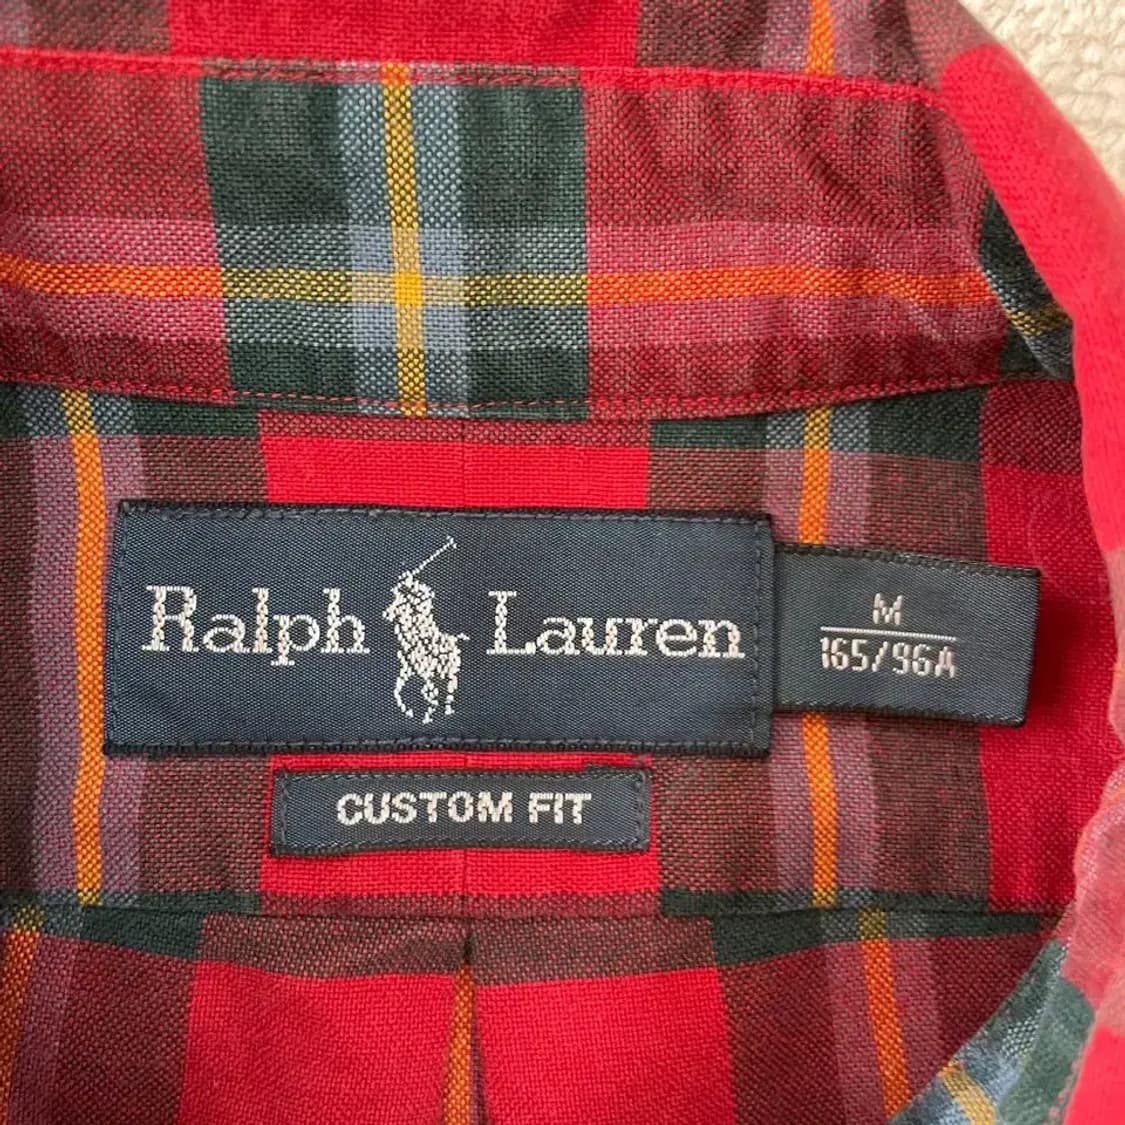 Ralph Lauren
M
165/96A
CUSTOM FIT